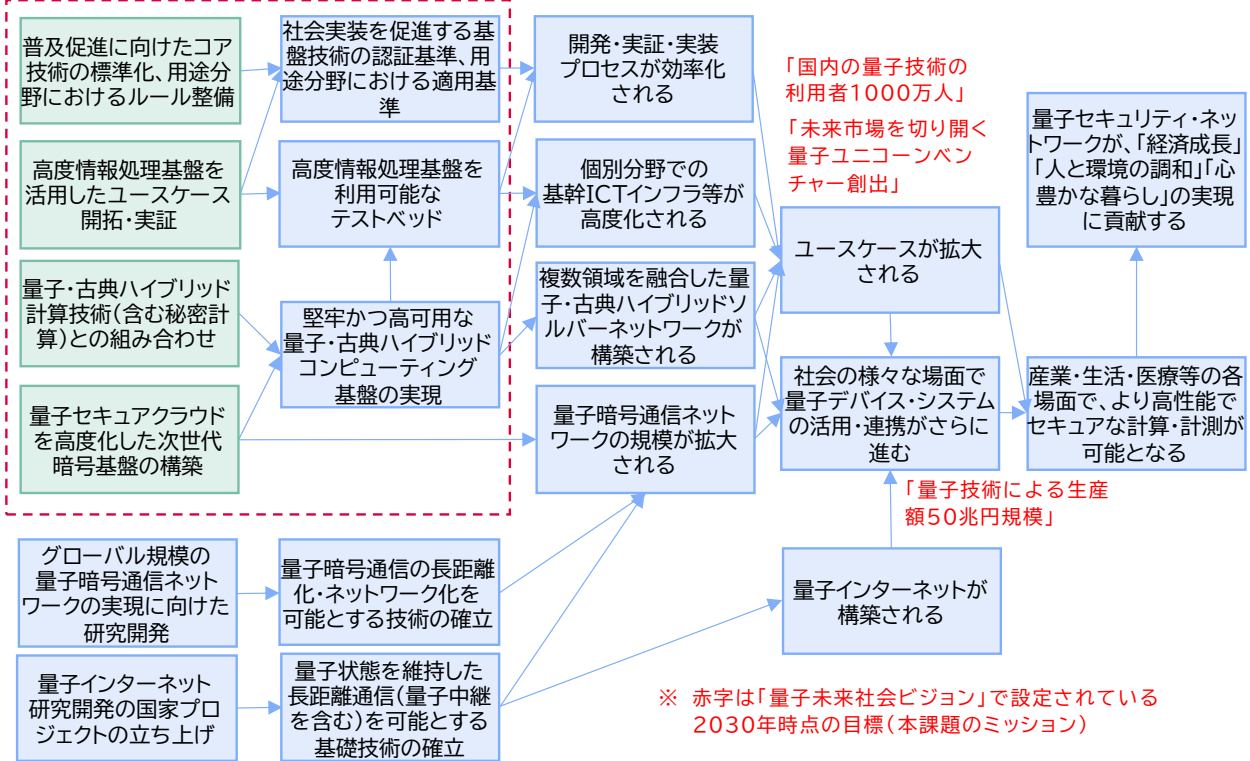 普及促進に向けたコア
技術の標準化、用途分
野におけるルール整備
高度情報処理基盤を
活用したユースケース
開拓・実証
量子・古典ハイブリッド
計算技術(含む秘密計
算)との組み合わせ
量子セキュアクラウド
を高度化した次世代
暗号基盤の構築
グローバル規模の
量子暗号通信ネット
ワークの実現に向けた
研究開発
量子インターネット
研究開発の国家プロ
ジェクトの立ち上げ
社会実装を促進する基
盤技術の認証基準、用
途分野における適用基
準
高度情報処理基盤を
利用可能な
テストベッド
堅牢かつ高可用な
量子・古典ハイブリッド
コンピューティング
基盤の実現
量子暗号通信の長距離
化・ネットワーク化を
可能とする技術の確立
量子状態を維持した
長距離通信(量子中継
を含む)を可能とする
基礎技術の確立
開発・実証・実装
プロセスが効率化
される
個別分野での
基幹ICTインフラ等が
高度化される
複数領域を融合した量
子・古典ハイブリッドソ
ルバーネットワークが
構築される
量子暗号通信ネット
ワークの規模が拡大
される
「国内の量子技術の
利用者1000万人」
「未来市場を切り開く
量子ユニコーンベン
チャー創出」
ユースケースが拡大
される
社会の様々な場面で
量子デバイス・システム
の活用・連携がさらに
進む
「量子技術による生産
額50兆円規模」
量子インターネットが
構築される
量子セキュリティ・ネッ
トワークが、「経済成長」
「人と環境の調和」「心
豊かな暮らし」の実現
に貢献する
産業・生活・医療等の各
場面で、より高性能で
セキュアな計算・計測が
可能となる
※ 赤字は「量子未来社会ビジョン」で設定されている
2030年時点の目標(本課題のミッション)